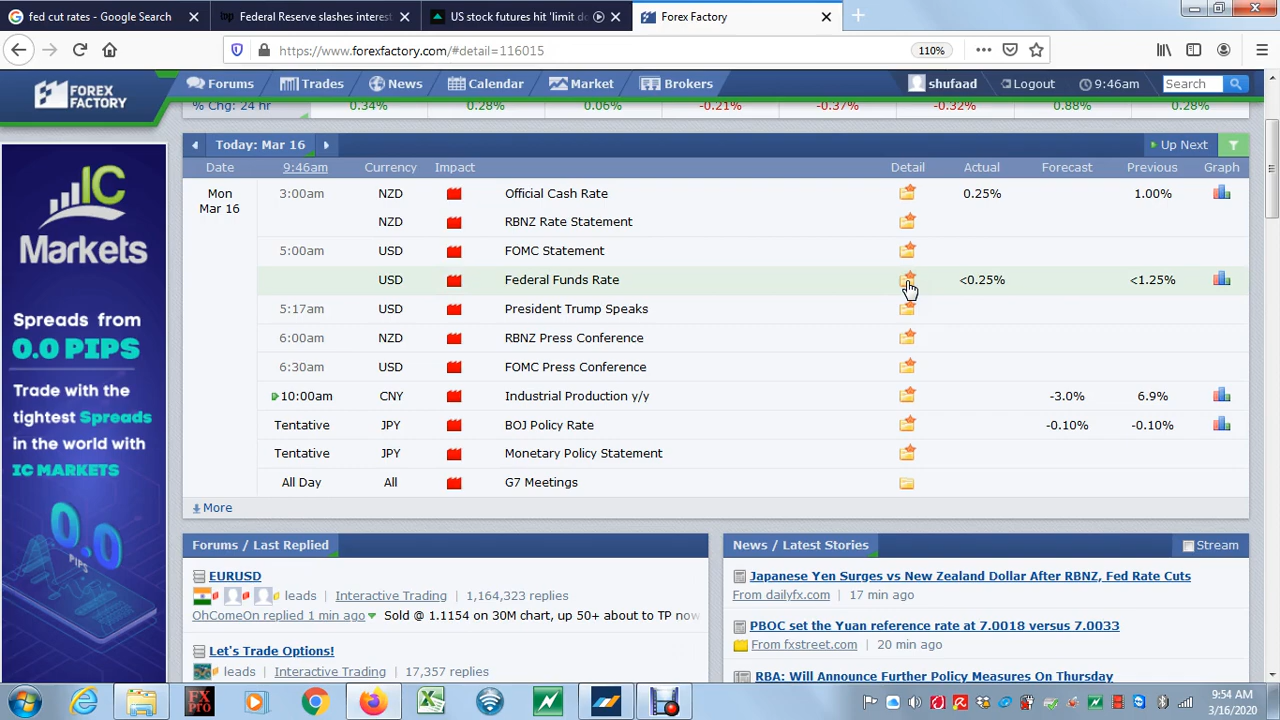 fed cut rates - Google Search
Federal Reserve slashes interest
US stock futures hit 'limit do
Forex Factory
https://www.forexfactory.com/#detail=116015
110%
FOREX FACTORY
Forums
Trades
News
Calendar
Market
Brokers
shufaad
Logout
9:46am
Search
% Chg: 24 hr 0.34% 0.28% 0.06% -0.21% -0.37% -0.32% 0.88% 0.28%
Today: Mar 16
Up Next
Date 9:46am Currency Impact Detail Actual Forecast Previous Graph
Mon Mar 16 3:00am NZD Official Cash Rate 0.25% 1.00%
NZD RBNZ Rate Statement
5:00am USD FOMC Statement
USD Federal Funds Rate <0.25% <1.25%
5:17am USD President Trump Speaks
6:00am NZD RBNZ Press Conference
6:30am USD FOMC Press Conference
10:00am CNY Industrial Production y/y -3.0% 6.9%
Tentative JPY BOJ Policy Rate -0.10% -0.10%
Tentative JPY Monetary Policy Statement
All Day All G7 Meetings
More
IC Markets
Spreads from
0.0 PIPS
Trade with the
tightest Spreads
in the world with
IC MARKETS
0.0
PIPS
Forums / Last Replied
EURUSD
leads Interactive Trading 1,164,323 replies
OhComeOn replied 1 min ago Sold @ 1.1154 on 30M chart, up 50+ about to TP now
Let's Trade Options!
leads Interactive Trading 17,357 replies
News / Latest Stories
Stream
Japanese Yen Surges vs New Zealand Dollar After RBNZ, Fed Rate Cuts
From dailyfx.com 17 min ago
PBOC set the Yuan reference rate at 7.0018 versus 7.0033
From fxstreet.com 20 min ago
RBA: Will Announce Further Policy Measures On Thursday
FX PRO
9:54 AM
3/16/2020